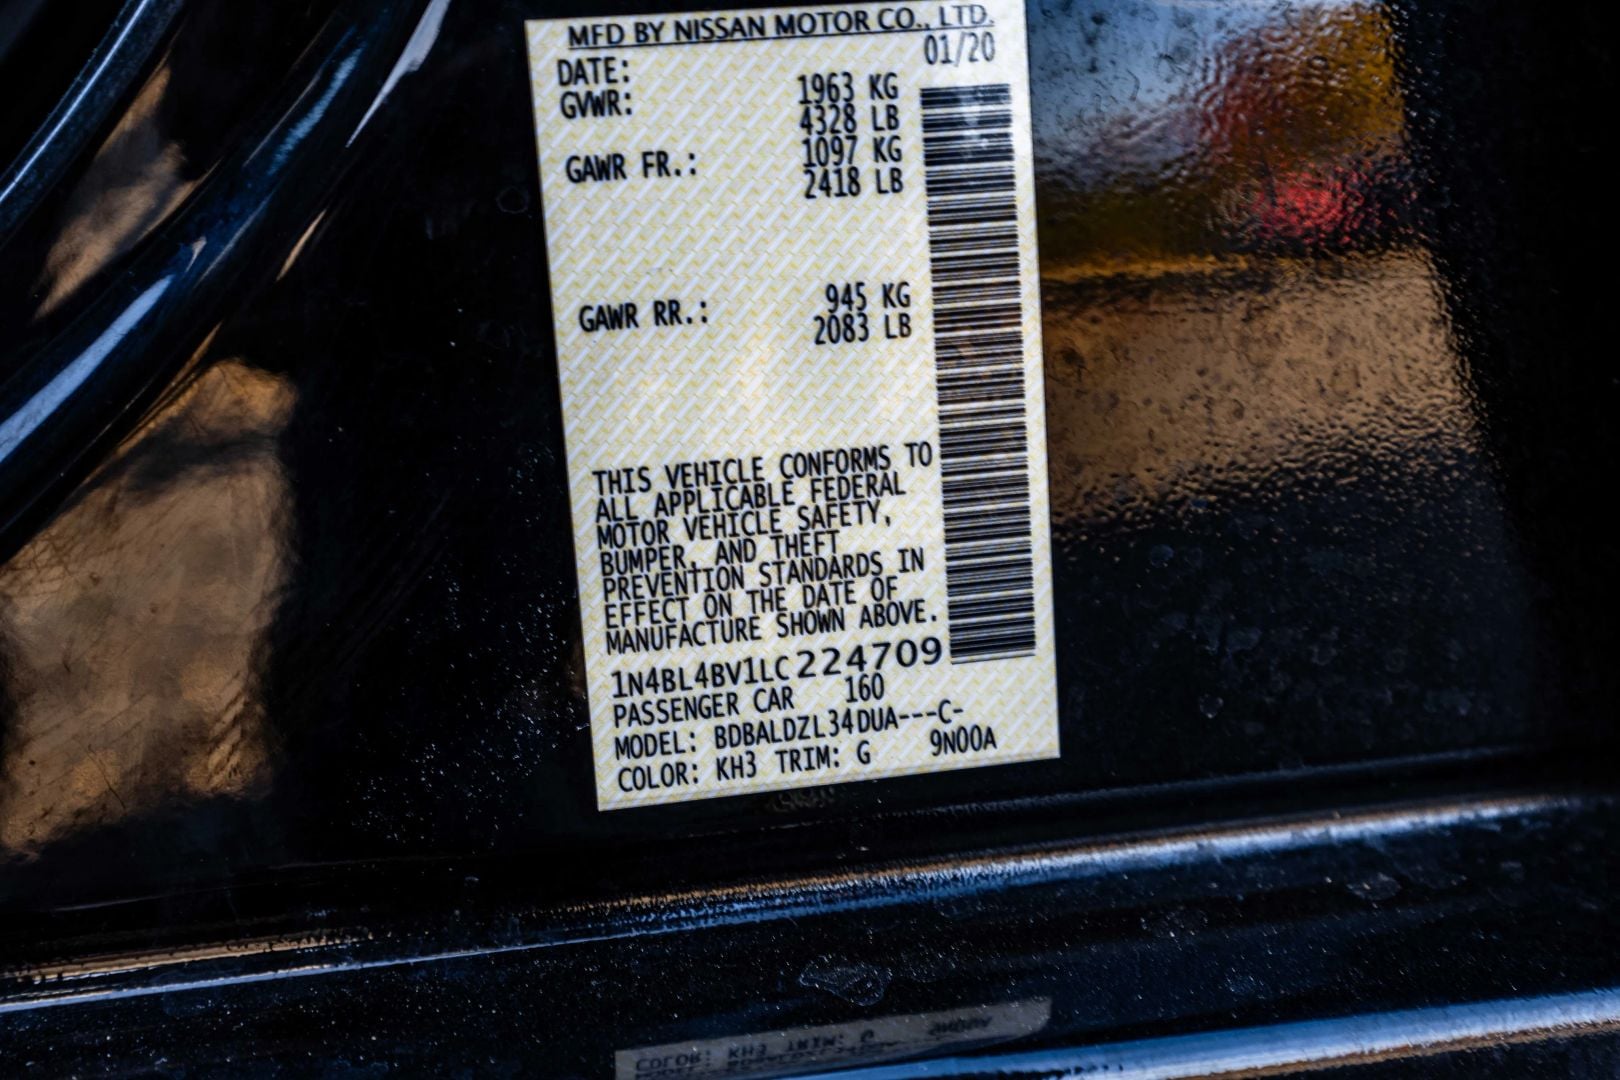 MFD BY NISSAN MOTOR CO., LTD.
DATE: 01/20
GVWR: 1963 KG
4328 LB
GAWR FR.: 1097 KG
2418 LB
GAWR RR.: 945 KG
2083 LB
THIS VEHICLE CONFORMS TO
ALL APPLICABLE FEDERAL
MOTOR VEHICLE SAFETY,
BUMPER, AND THEFT
PREVENTION STANDARDS IN
EFFECT ON THE DATE OF
MANUFACTURE SHOWN ABOVE.
1N4BL4BV1LC224709
PASSENGER CAR 160
MODEL: BDBALDZL34DUA---C-
COLOR: KH3 TRIM: G 9N00A
COLOR: KH3 TRIM: G